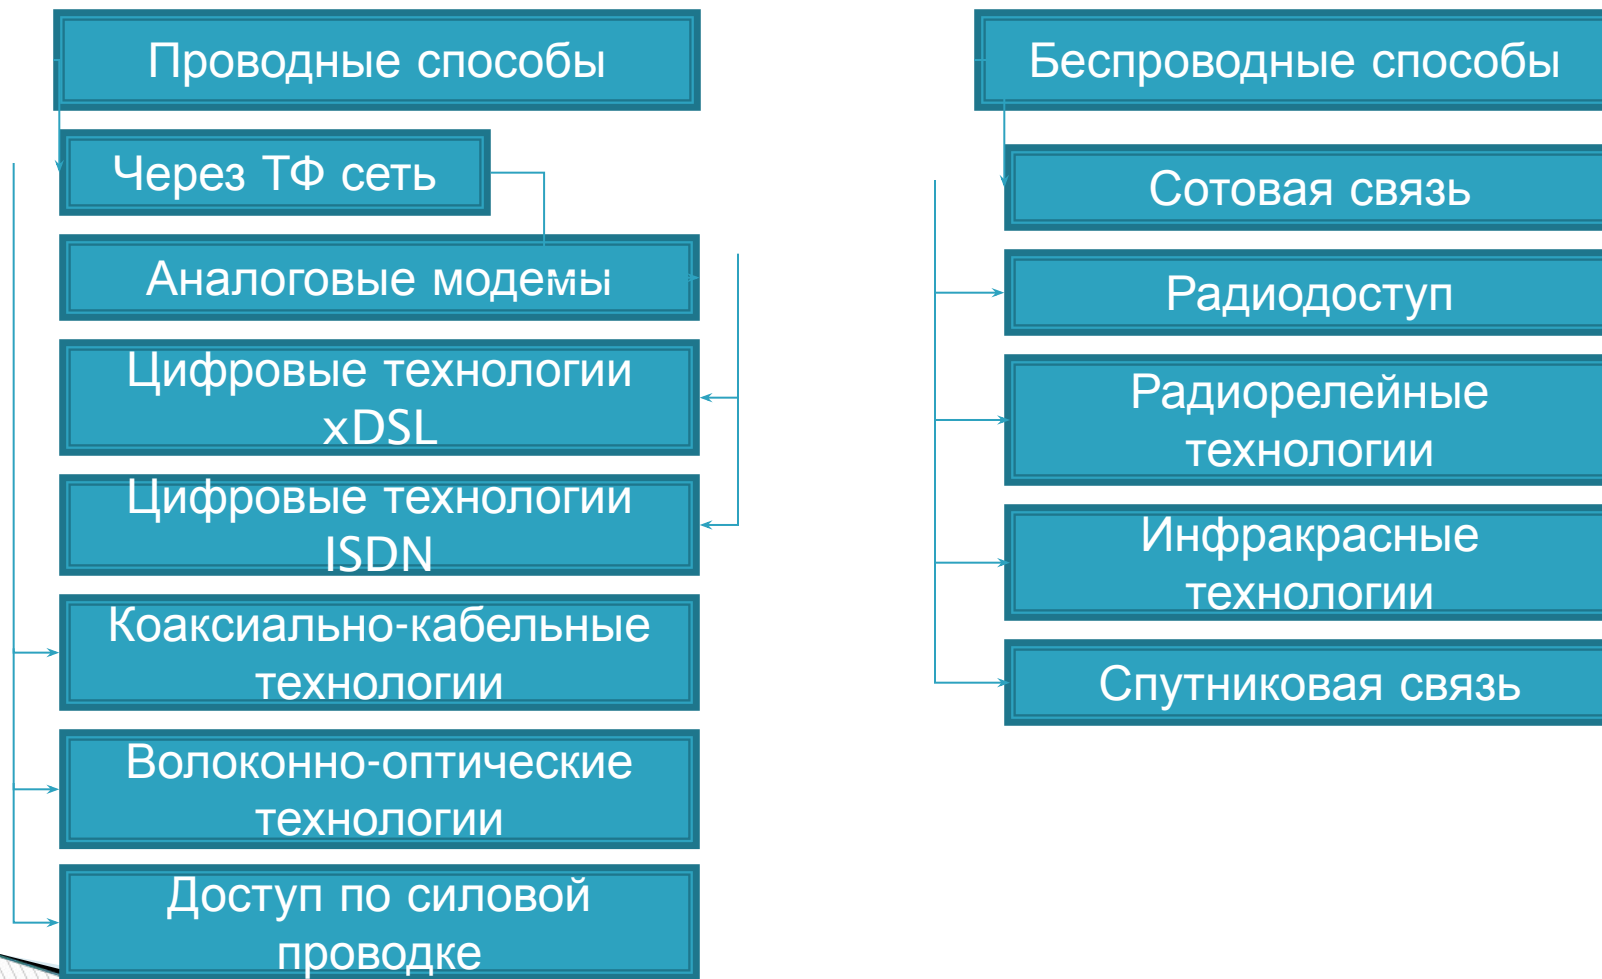 Проводные способы
Через ТФ сеть
Аналоговые модемы
Цифровые технологии
xDSL
Цифровые технологии
ISDN
Коаксиально-кабельные
технологии
Волоконно-оптические
технологии
Доступ по силовой
проводке
Беспроводные способы
Сотовая связь
Радиодоступ
Радиорелейные
технологии
Инфракрасные
технологии
Спутниковая связь